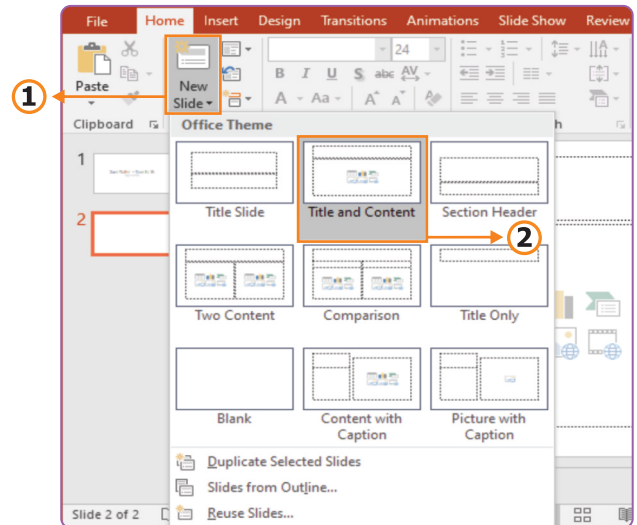 File Home Insert Design Transitions Animations Slide Show Review
24
B I U S abc AV
Paste
New
Slide
A Aa A A
1
Clipboard
h
Office Theme
1
2
Title Slide Title and Content Section Header
2
Two Content Comparison Title Only
Blank Content with
Caption Picture with
Caption
Duplicate Selected Slides
Slides from Outline...
Slide 2 of 2
Reuse Slides...